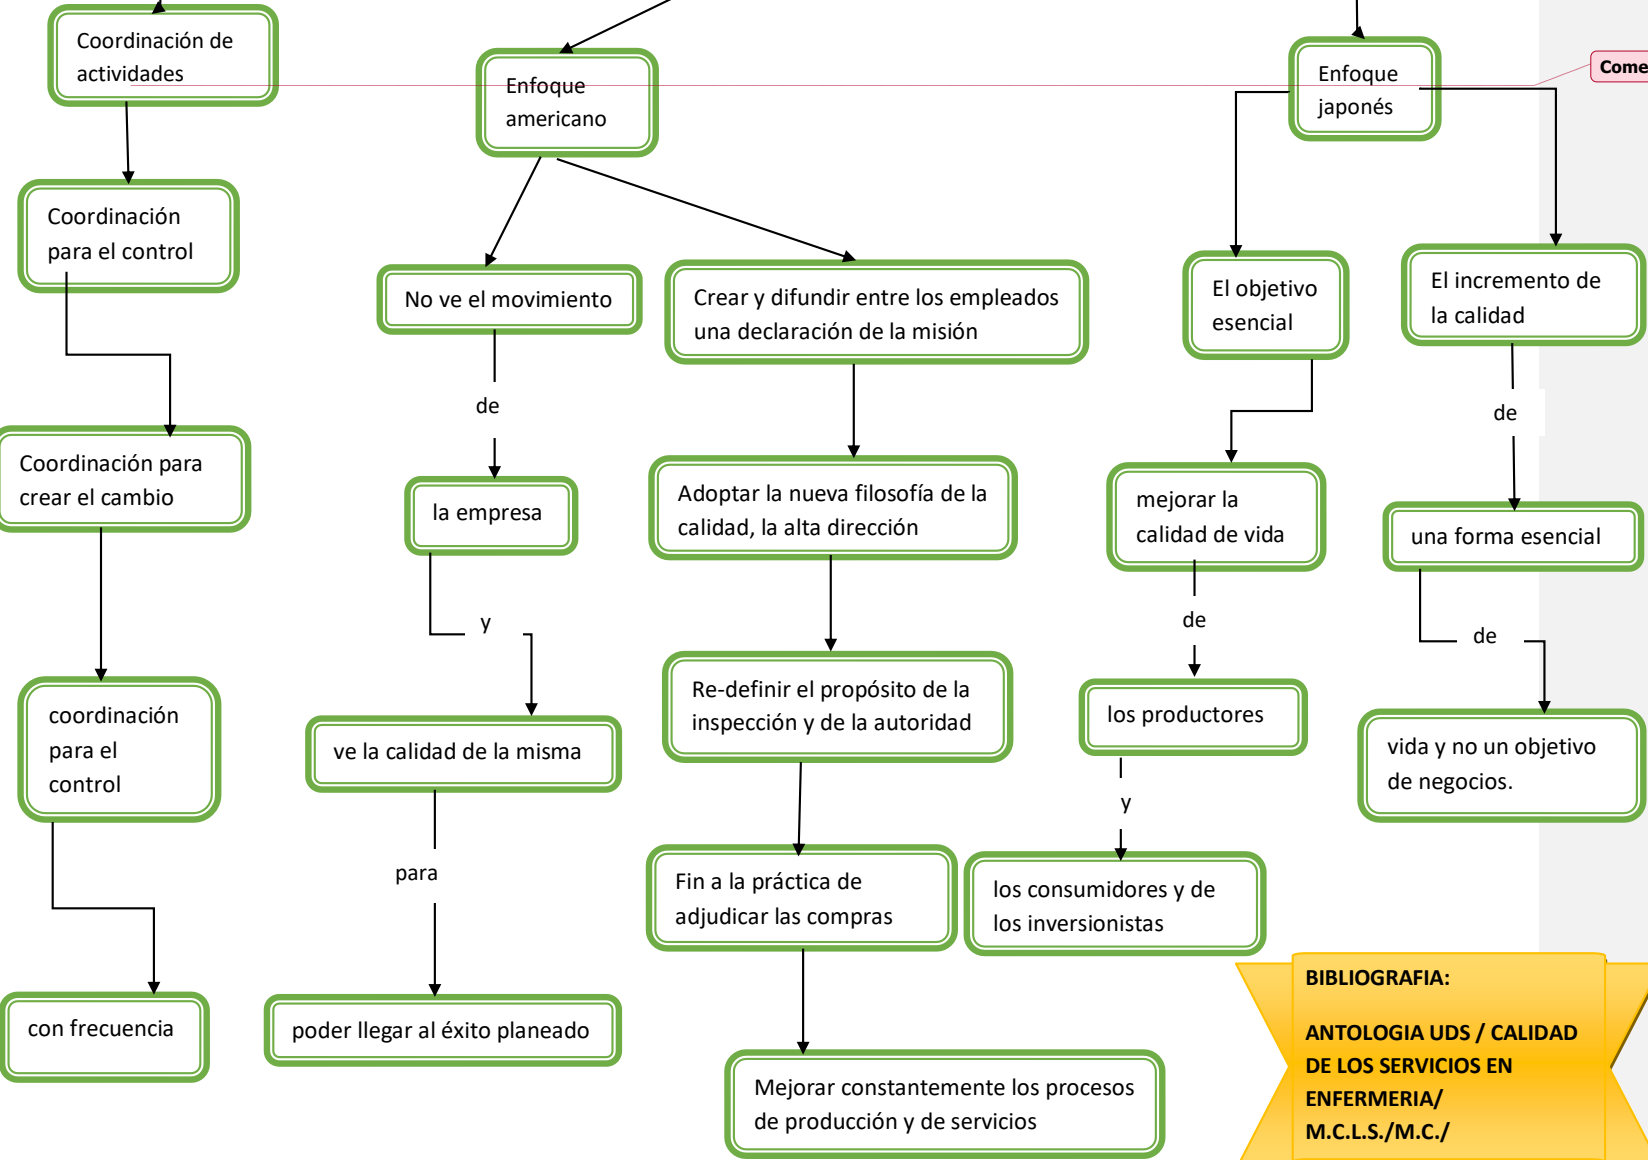 Coordinación de
actividades
Coordinación
para el control
Coordinación para
crear el cambio
coordinación
para el
control
con frecuencia
Enfoque
americano
No ve el movimiento
de
la empresa
y
ve la calidad de la misma
para
poder llegar al éxito planeado
Crear y difundir entre los empleados
una declaración de la misión
Adoptar la nueva filosofía de la
calidad, la alta dirección
Re-definir el propósito de la
inspección y de la autoridad
Fin a la práctica de
adjudicar las compras
Mejorar constantemente los procesos
de producción y de servicios
Enfoque
japonés
El objetivo
esencial
mejorar la
calidad de vida
de
los productores
y
los consumidores y de
los inversionistas
El incremento de
la calidad
de
una forma esencial
de
vida y no un objetivo
de negocios.
Come
BIBLIOGRAFIA:
ANTOLOGIA UDS / CALIDAD
DE LOS SERVICIOS EN
ENFERMERIA/
M.C.L.S./M.C./